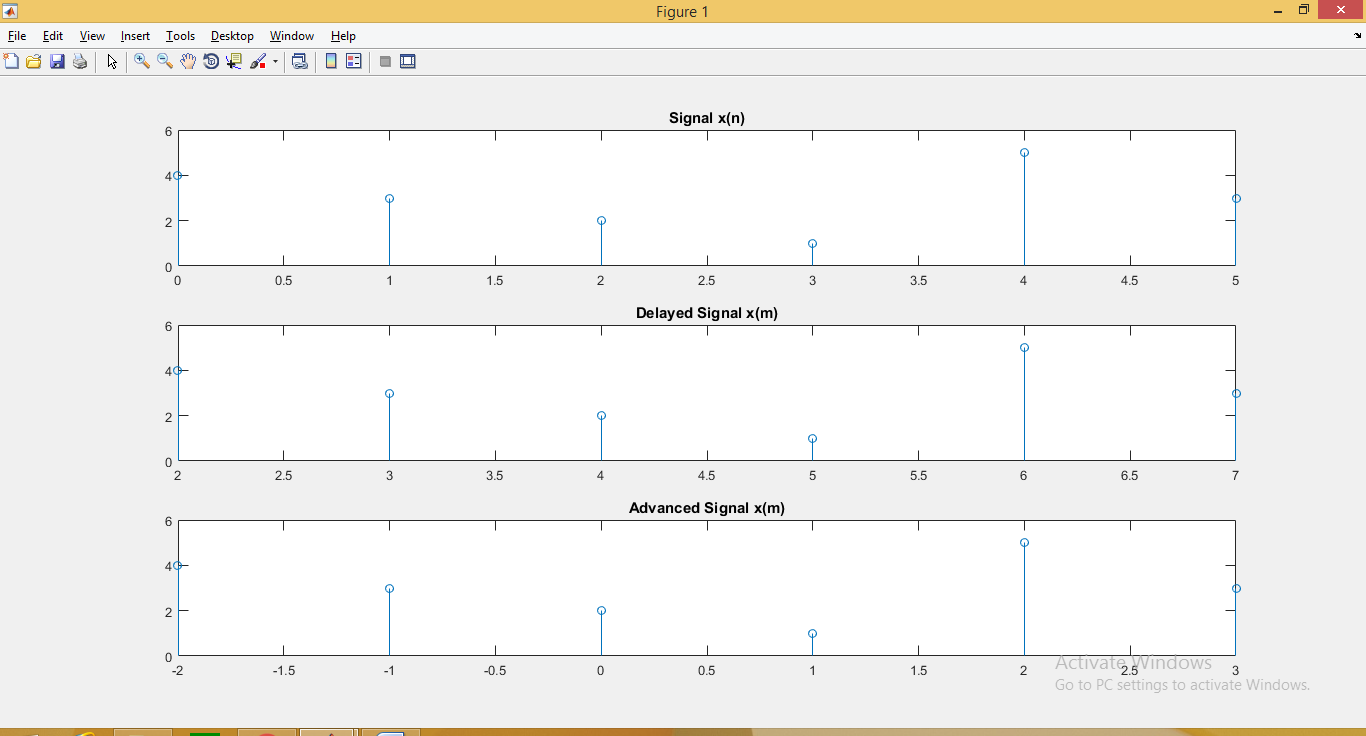 Figure 1
File Edit View Insert Tools Desktop Window Help
Signal x(n)
6
4
2
0
0 0.5 1 1.5 2 2.5 3 3.5 4 4.5 5
Delayed Signal x(m)
6
4
2
0
2 2.5 3 3.5 4 4.5 5 5.5 6 6.5 7
Advanced Signal x(m)
6
4
2
0
-2 -1.5 -1 -0.5 0 0.5 1 1.5 2 2.5 3
Activate Windows
Go to PC settings to activate Windows.